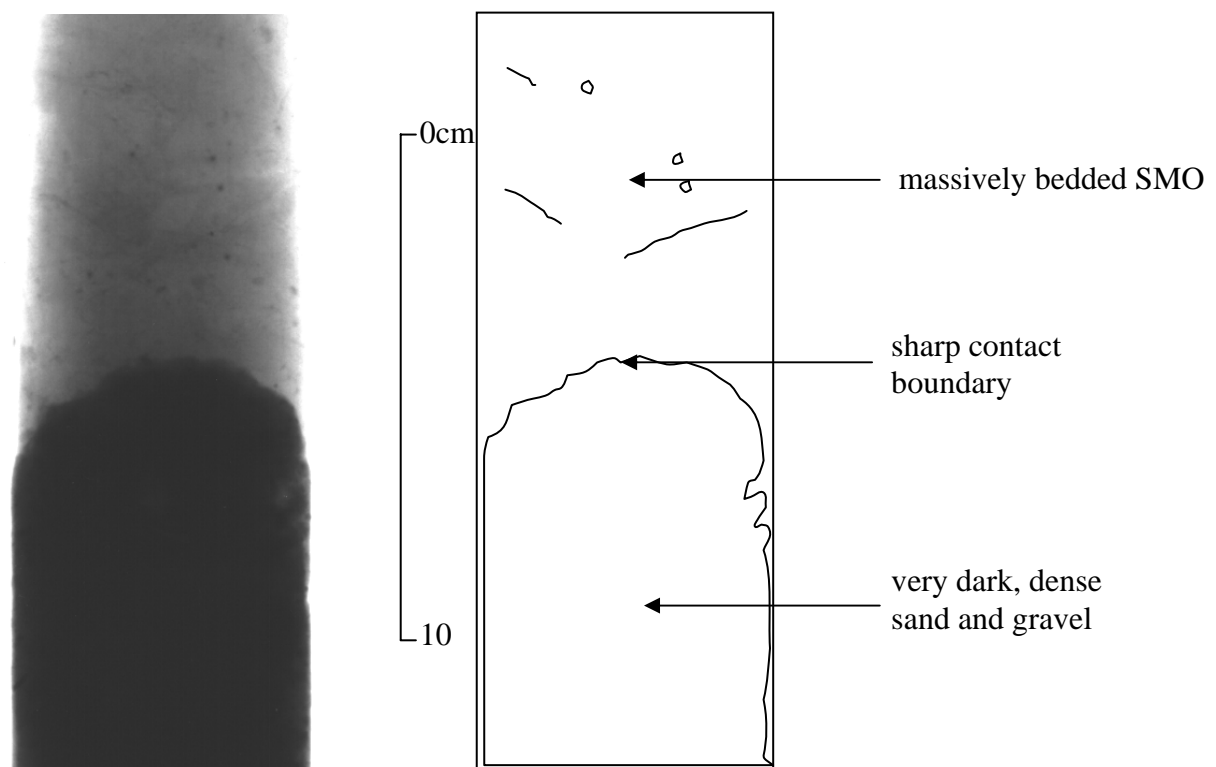 0cm
massively bedded SMO
sharp contact
boundary
very dark, dense
sand and gravel
10